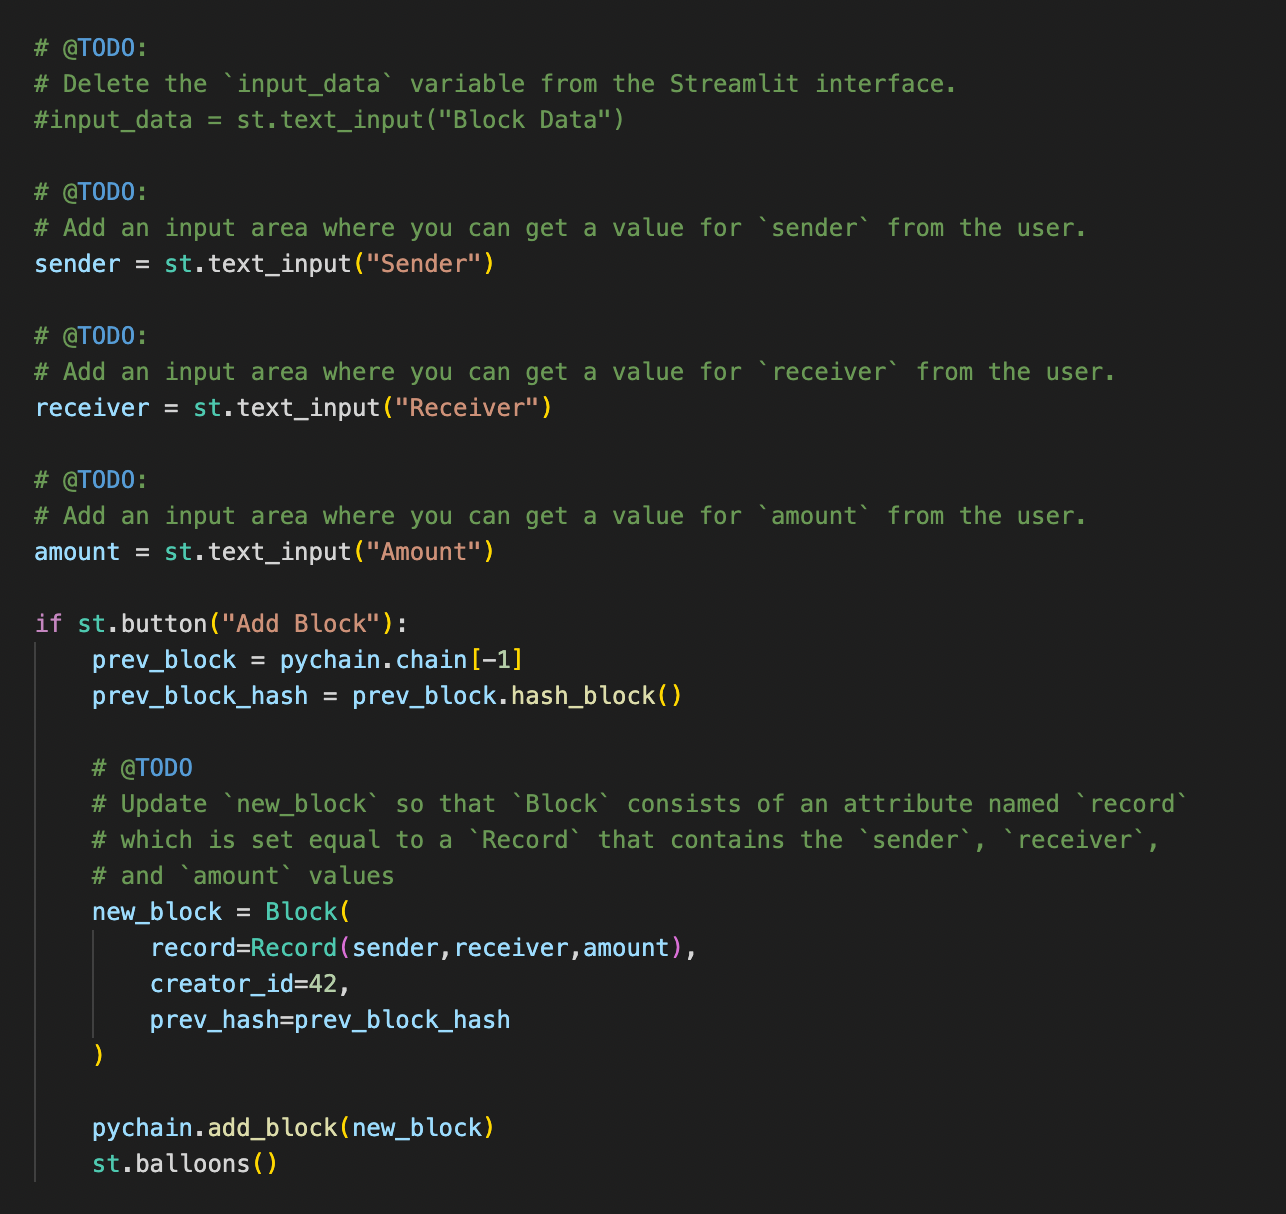 # @TODO:
# Delete the `input_data` variable from the Streamlit interface.
#input_data = st.text_input("Block Data")
# @TODO:
# Add an input area where you can get a value for `sender` from the user.
sender = st.text_input("Sender")
# @TODO:
# Add an input area where you can get a value for `receiver` from the user.
receiver = st.text_input("Receiver")
# @TODO:
# Add an input area where you can get a value for `amount` from the user.
amount = st.text_input("Amount")
if st.button("Add Block"):
    prev_block = pychain.chain[-1]
    prev_block_hash = prev_block.hash_block()
    # @TODO
    # Update `new_block` so that `Block` consists of an attribute named `record`
    # which is set equal to a `Record` that contains the `sender`, `receiver`,
    # and `amount` values
    new_block = Block(
        record=Record(sender,receiver,amount),
        creator_id=42,
        prev_hash=prev_block_hash
    )
    pychain.add_block(new_block)
    st.balloons()